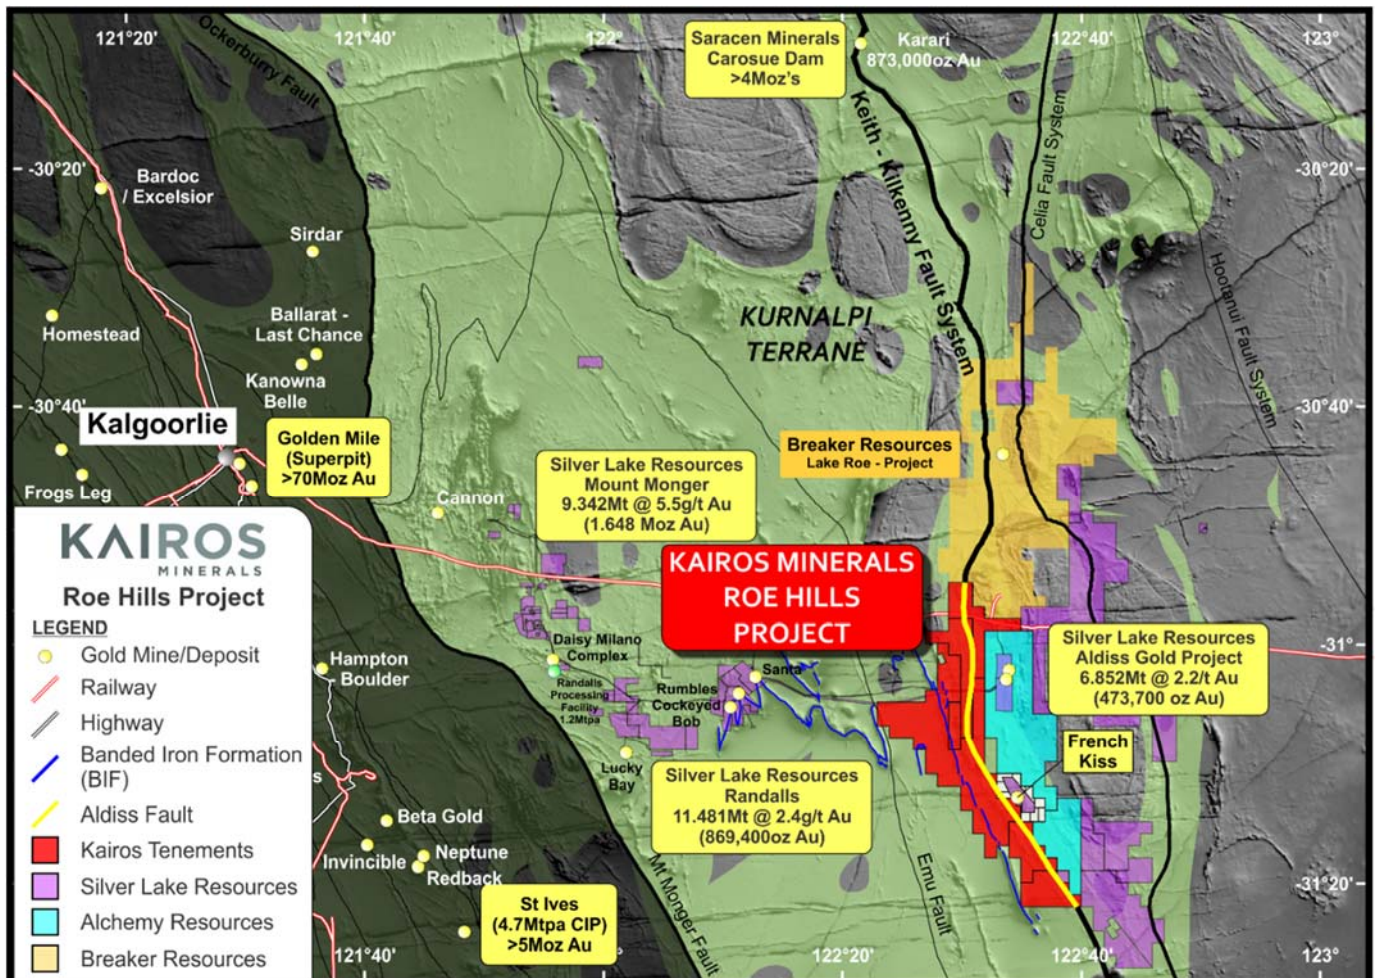 121°20'
121°40'
122°
122°40'
123°
Ockerburry Fault
Saracen Minerals
Carosue Dam
>4Moz's
Karari
873,000oz Au
Keith - Kilkenny Fault System
Celia Fault System
Hootanui Fault System
-30°20'
-30°20'
Bardoc
/ Excelsior
Sirdar
Homestead
Ballarat -
Last Chance
Kanowna
Belle
KURNALPI
TERRANE
-30°40'
-30°40'
Kalgoorlie
Golden Mile
(Superpit)
>70Moz Au
Frogs Leg
Cannon
Silver Lake Resources
Mount Monger
9.342Mt @ 5.5g/t Au
(1.648 Moz Au)
Breaker Resources
Lake Roe - Project
KAIROS MINERALS
ROE HILLS
PROJECT
Daisy Milano
Complex
Randalls
Processing
Facility
1.2Mtpa
Santa
Rumbles
Cockeyed
Bob
Lucky
Bay
Silver Lake Resources
Aldiss Gold Project
6.852Mt @ 2.2/t Au
(473,700 oz Au)
-31°
French
Kiss
Silver Lake Resources
Randalls
11.481Mt @ 2.4g/t Au
(869,400oz Au)
Hampton
Boulder
s
Beta Gold
Invincible
Neptune
Redback
St Ives
(4.7Mtpa CIP)
>5Moz Au
Mt Monger Fault
Emu Fault
-31°20'
121°40'
122°20'
122°40'
123°
KAIROS
MINERALS
Roe Hills Project
LEGEND
Gold Mine/Deposit
Railway
Highway
Banded Iron Formation
(BIF)
Aldiss Fault
Kairos Tenements
Silver Lake Resources
Alchemy Resources
Breaker Resources